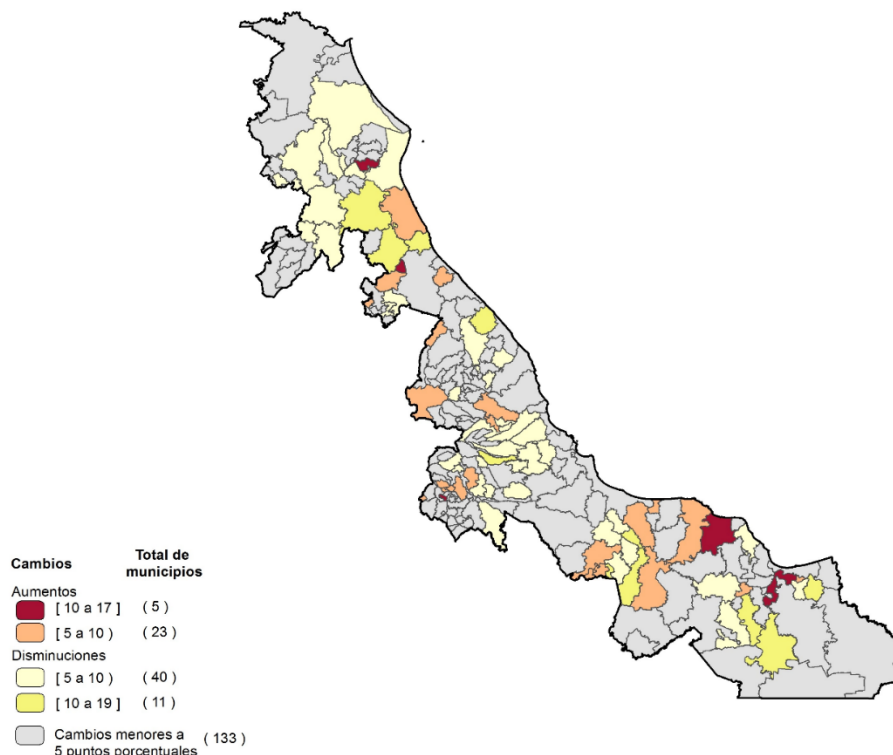 Cambios Total de municipios
Aumentos
[ 10 a 17 ] ( 5 )
[ 5 a 10 ) ( 23 )
Disminuciones
[ 5 a 10 ) ( 40 )
[ 10 a 19 ] ( 11 )
Cambios menores a ( 133 )
5 puntos porcentuales